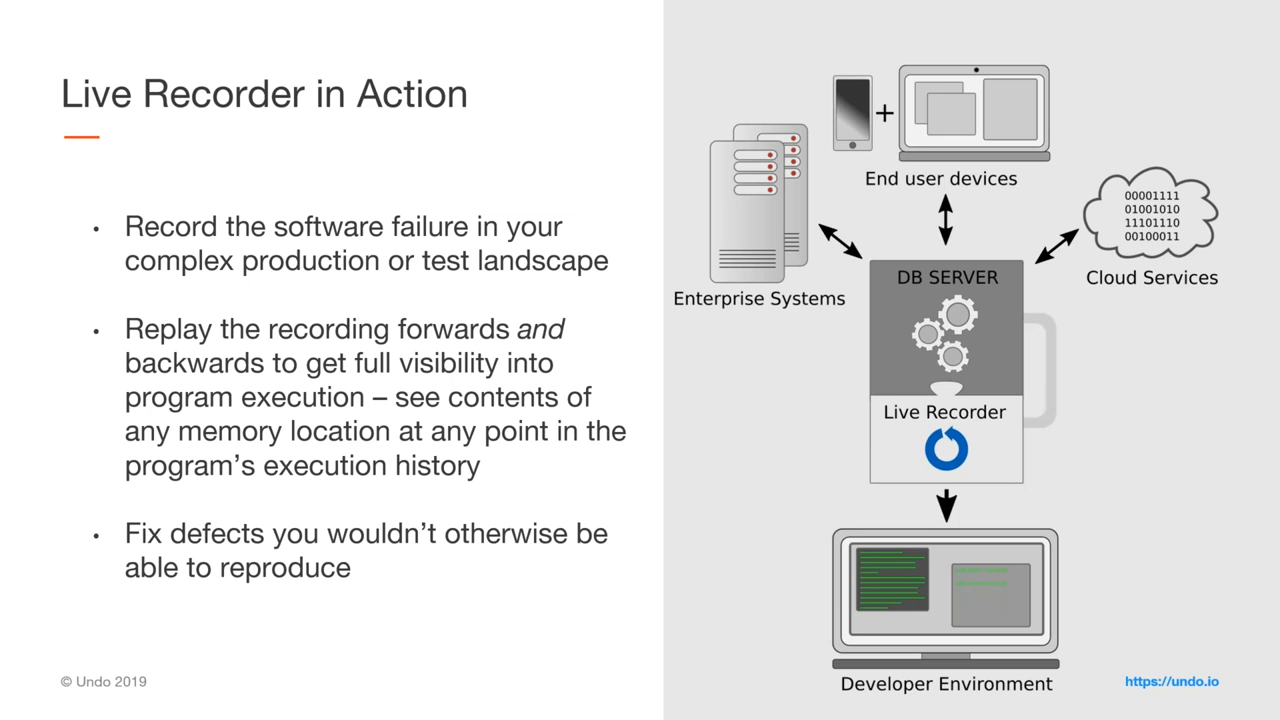 Live Recorder in Action
• Record the software failure in your
complex production or test landscape
• Replay the recording forwards and
backwards to get full visibility into
program execution – see contents of
any memory location at any point in the
program’s execution history
• Fix defects you wouldn’t otherwise be
able to reproduce
© Undo 2019
+
End user devices
Enterprise Systems
00001111
01001010
11101110
00100011
Cloud Services
DB SERVER
Live Recorder
Developer Environment
https://undo.io